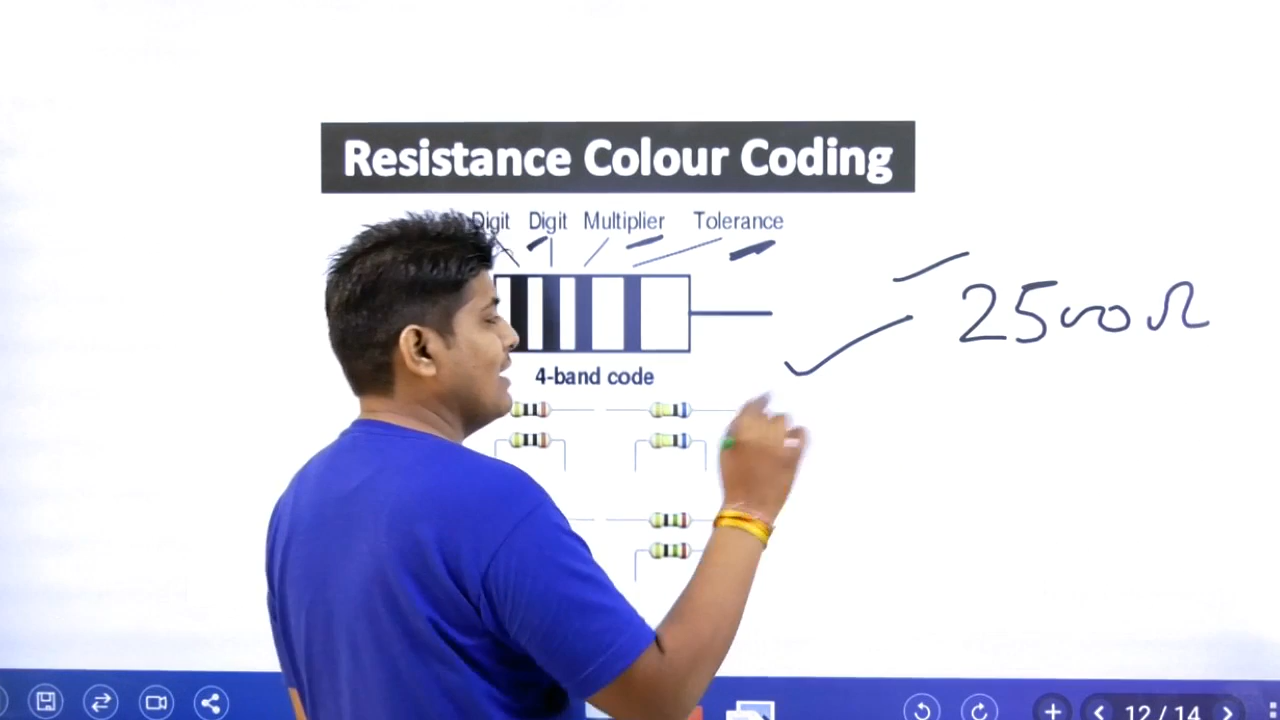 Resistance Colour Coding
Digit Digit Multiplier Tolerance
2500Ω
4-band code
12/14